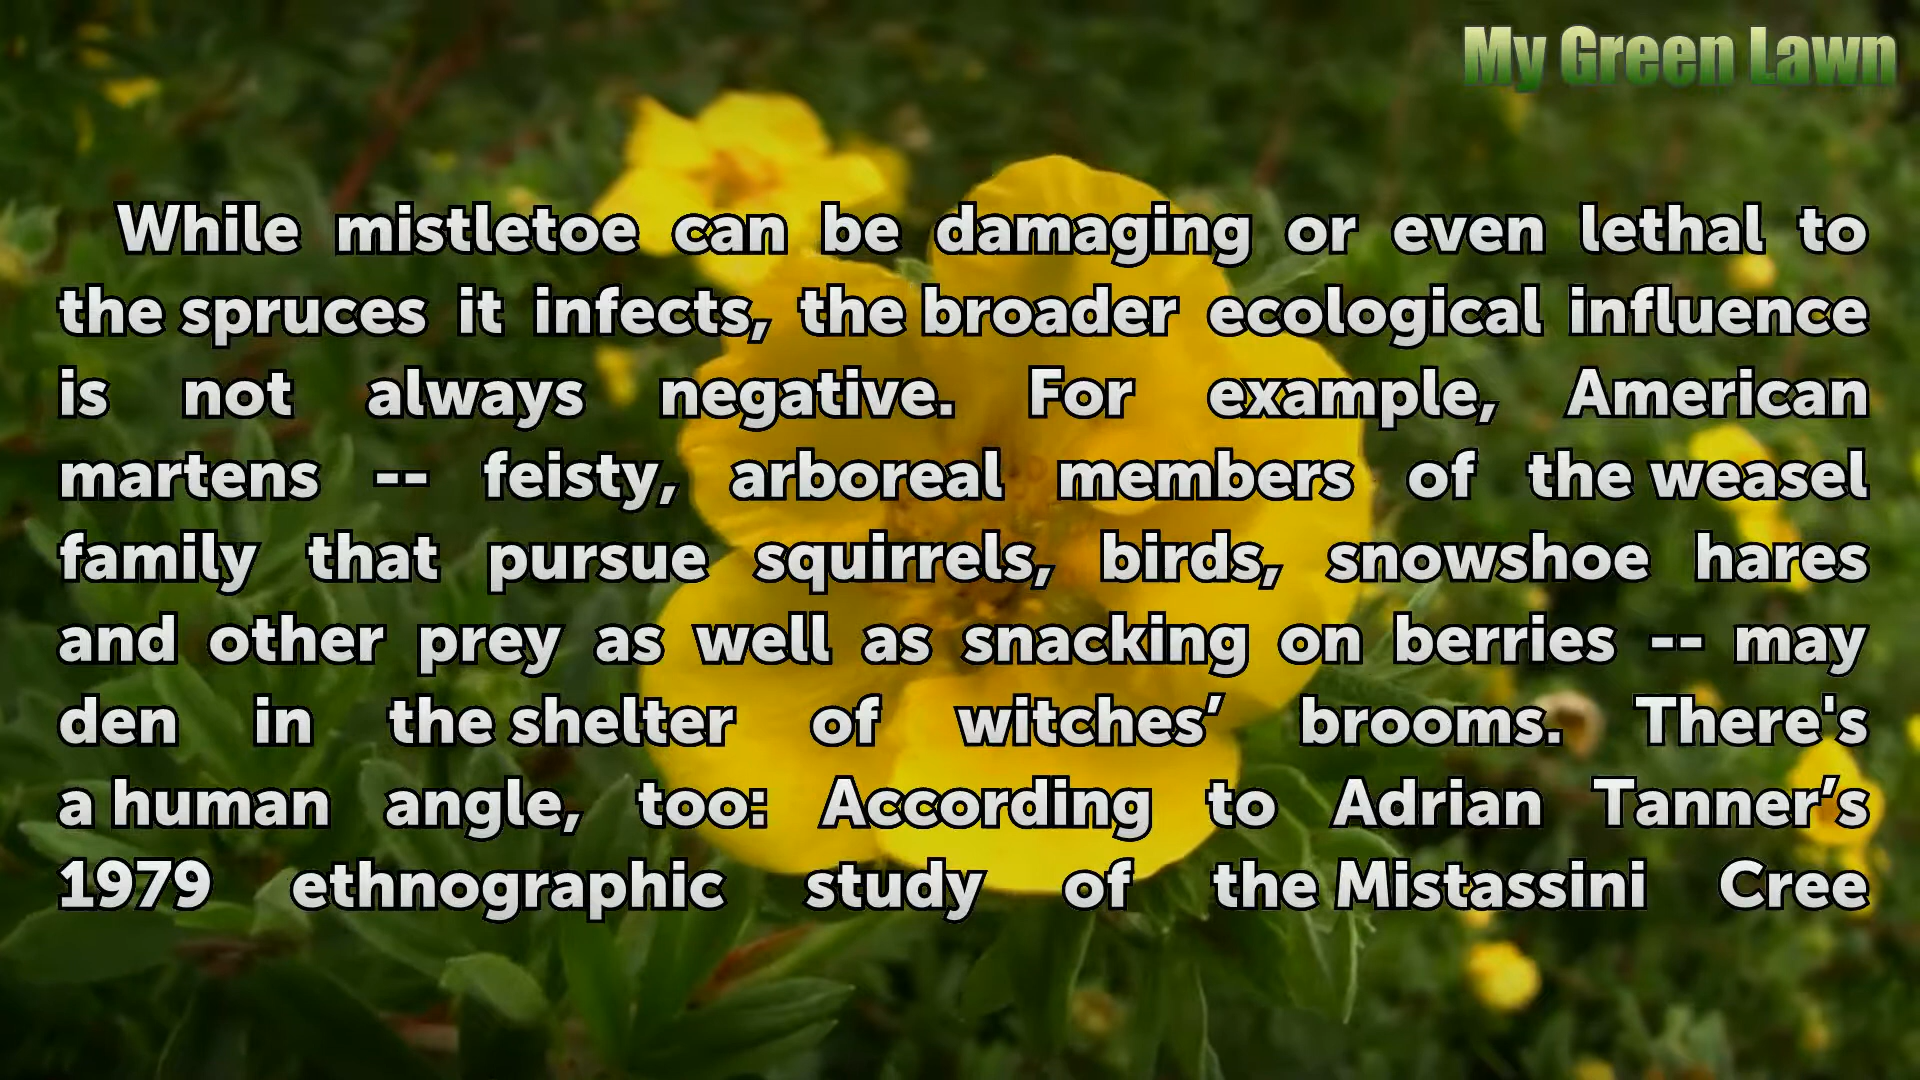 My Green Lawn
While mistletoe can be damaging or even lethal to
the spruces it infects, the broader ecological influence
is not always negative. For example, American
martens -- feisty, arboreal members of the weasel
family that pursue squirrels, birds, snowshoe hares
and other prey as well as snacking on berries -- may
den in the shelter of witches’ brooms. There's
a human angle, too: According to Adrian Tanner’s
1979 ethnographic study of the Mistassini Cree